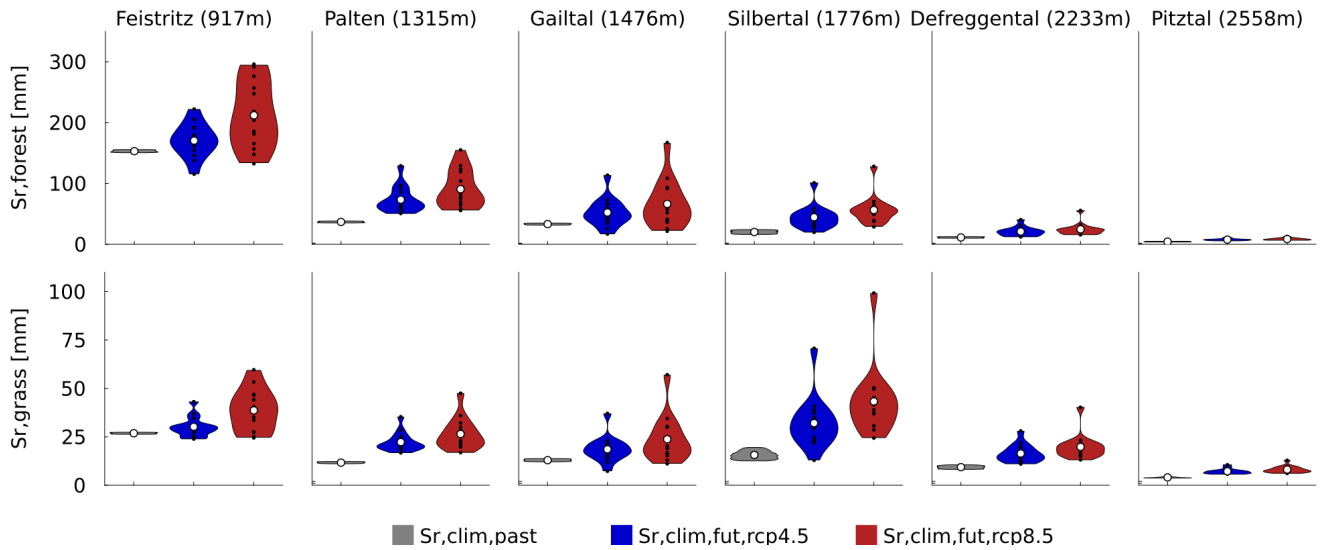 Feistritz (917m) Palten (1315m) Gailtal (1476m) Silbertal (1776m) Defreggental (2233m) Pitztal (2558m)
Sr,forest [mm]
300
200
100
0
Sr,grass [mm]
100
75
50
25
0
Sr,clim,past Sr,clim,fut,rcp4.5 Sr,clim,fut,rcp8.5